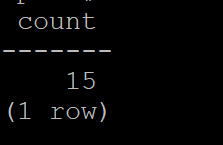 count
-------
15
(1 row)